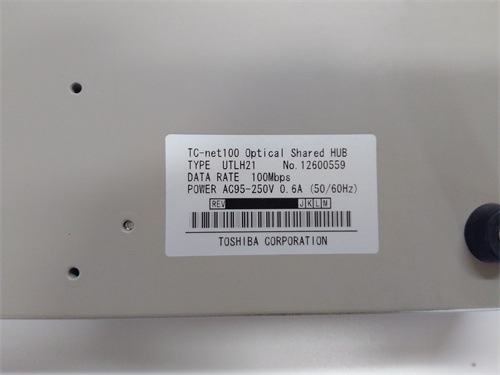 TC-net100 Optical Shared HUB
TYPE UTLH21 No.12600559
DATA RATE 100Mbps
POWER AC95-250V 0.6A (50/60Hz)
REV J K L M
TOSHIBA CORPORATION